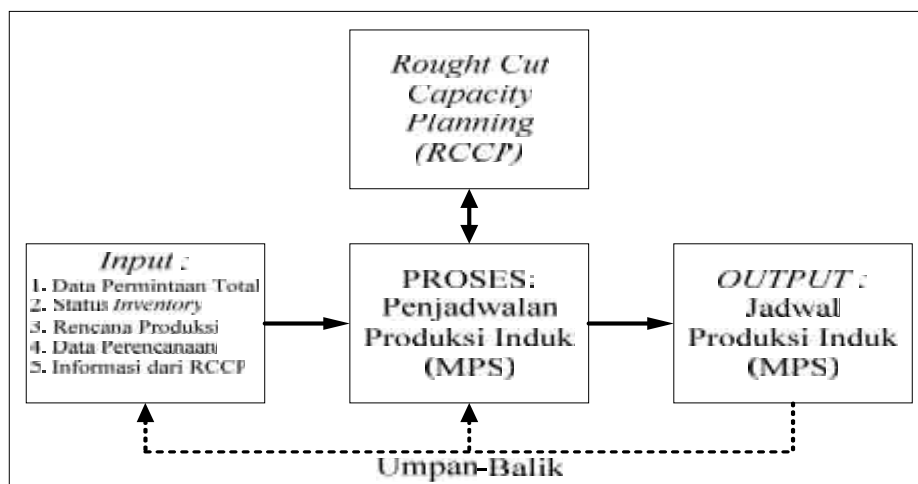 Rought Cut
Capacity
Planning
(RCCP)
Input :
1. Data Permintaan Total
2. Status Inventory
3. Rencana Produksi
4. Data Perencanaan
5. Informasi dari RCCP
PROSES:
Penjadwalan
Produksi Induk
(MPS)
OUTPUT :
Jadwal
Produksi Induk
(MPS)
Umpan-Balik